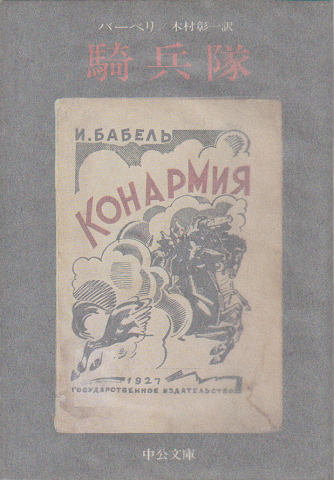 バーベリ 木村彰一訳
騎兵隊
И. БАБЕЛЬ
КОНАРМИЯ
1927
ГОСУДАРСТВЕННОЕ ИЗДАТЕЛЬСТВО
中公文庫